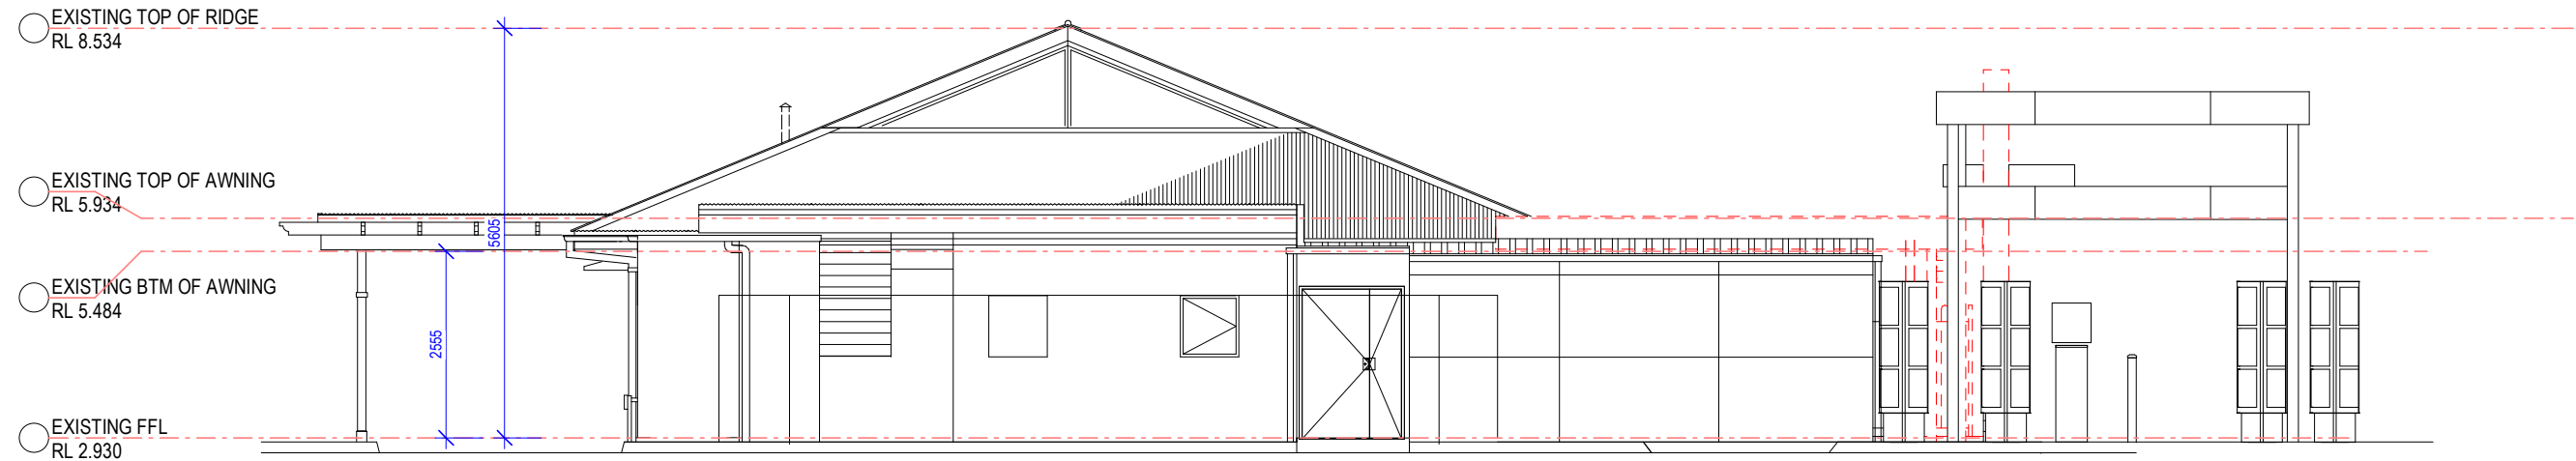 EXISTING TOP OF RIDGE
RL 8.534
EXISTING TOP OF AWNING
RL 5.934
5605
EXISTING BTM OF AWNING
RL 5.484
2555
EXISTING FFL
RL 2.930